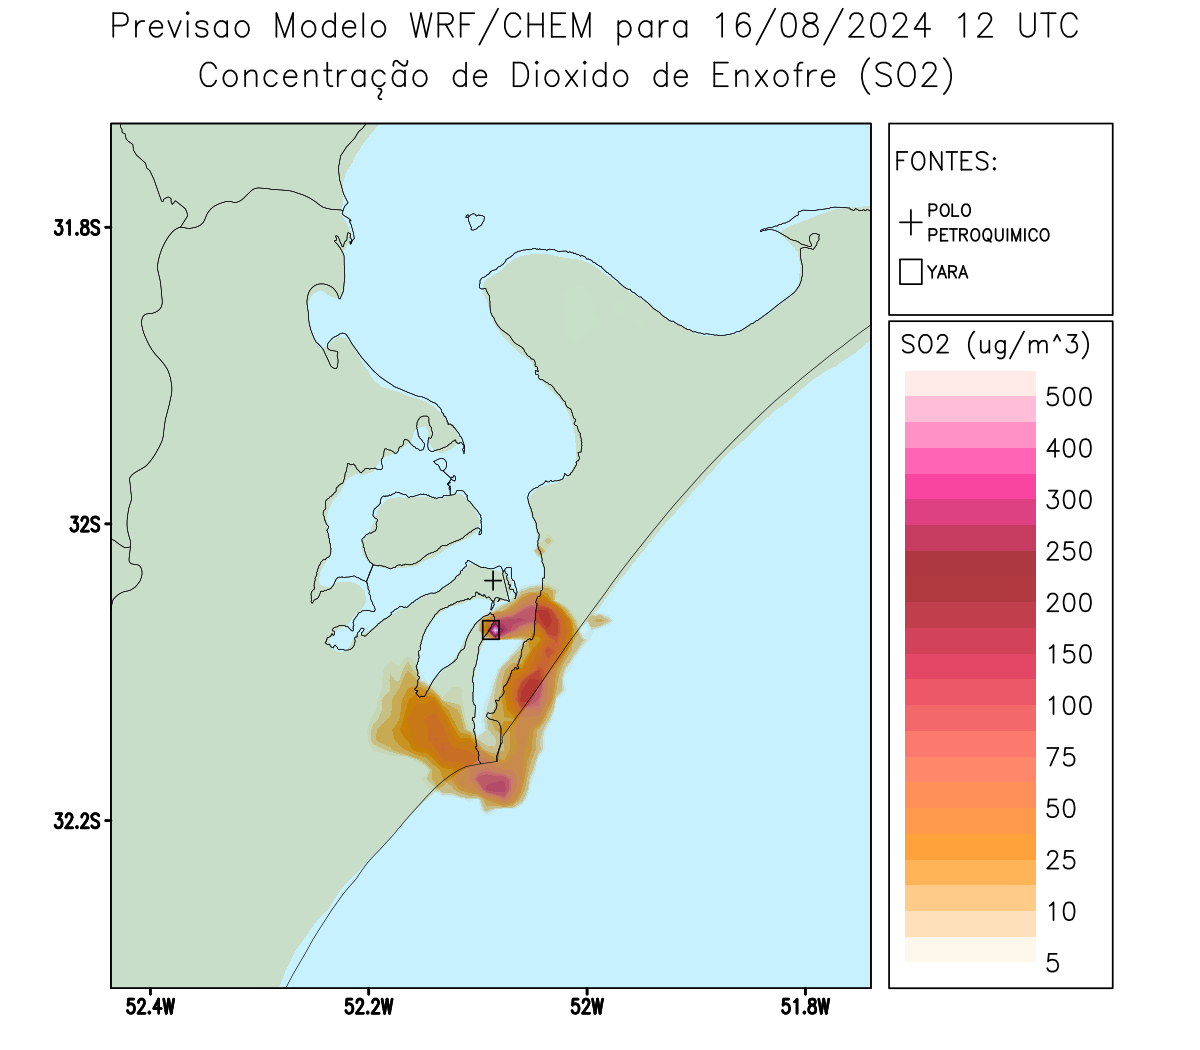 Previsao Modelo WRF/CHEM para 16/08/2024 12 UTC
Concentração de Dioxido de Enxofre (SO2)
FONTES:
POLO
PETROQUIMICO
YARA
SO2 (ug/m^3)
500
400
300
250
200
150
100
75
50
25
10
5
31.8S
32S
32.2S
52.4W
52.2W
52W
51.8W